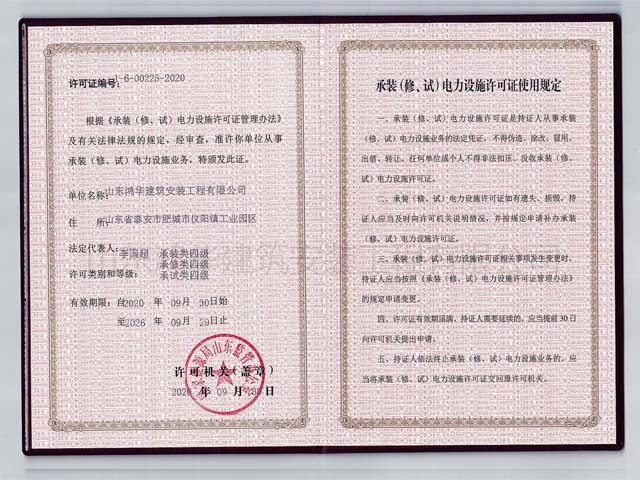 许可证编号:1-6-00225-2020
根据《承装(修、试)电力设施许可证管理办法》
及有关法律法规的规定，经审查，准许你单位从事
承装(修、试)电力设施业务，特颁发此证。
单位名称:山东鸿华建筑安装工程有限公司
住 所:山东省泰安市肥城市仪阳镇工业园区
法定代表人:李国超
许可类别和等级:
承装类四级
承修类四级
承试类四级
有效期限:自2020 年 09月 30日始
至2026 年 09月 29日止
许可机关(盖章)
2020 年 09 月 30 日
承装(修、试)电力设施许可证使用规定
一、承装(修、试)电力设施许可证是持证人从事承装
(修、试)电力设施业务的法定凭证，不得伪造、涂改、冒用、
出借、转让。任何单位或个人不得非法扣压、没收承装(修、
试)电力设施许可证。
二、承装(修、试)电力设施许可证如有遗失、损毁，持
证人应当及时向许可机关说明情况，并按规定申请补办承装
(修、试)电力设施许可证。
三、承装(修、试)电力设施许可证相关事项发生变更时，
持证人应当按照《承装(修、试)电力设施许可证管理办法》
的规定申请变更。
四、许可证有效期届满，持证人需要延续的，应当提前30日
向许可机关提出申请。
五、持证人依法终止承装(修、试)电力设施业务的，应
当将承装(修、试)电力设施许可证交回原许可机关。